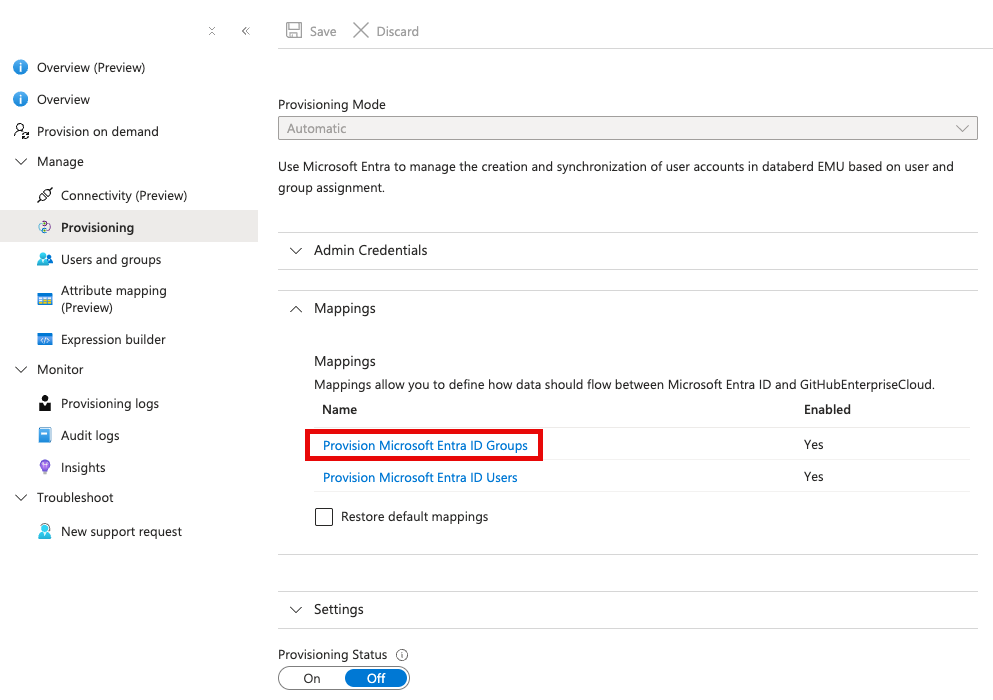 Save Discard
Overview (Preview)
Overview
Provision on demand
Manage
Connectivity (Preview)
Provisioning
Users and groups
Attribute mapping
(Preview)
Expression builder
Monitor
Provisioning logs
Audit logs
Insights
Troubleshoot
New support request
Provisioning Mode
Automatic
Use Microsoft Entra to manage the creation and synchronization of user accounts in databerd EMU based on user and
group assignment.
Admin Credentials
Mappings
Mappings
Mappings allow you to define how data should flow between Microsoft Entra ID and GitHubEnterpriseCloud.
Name Enabled
Provision Microsoft Entra ID Groups Yes
Provision Microsoft Entra ID Users Yes
Restore default mappings
Settings
Provisioning Status
On Off